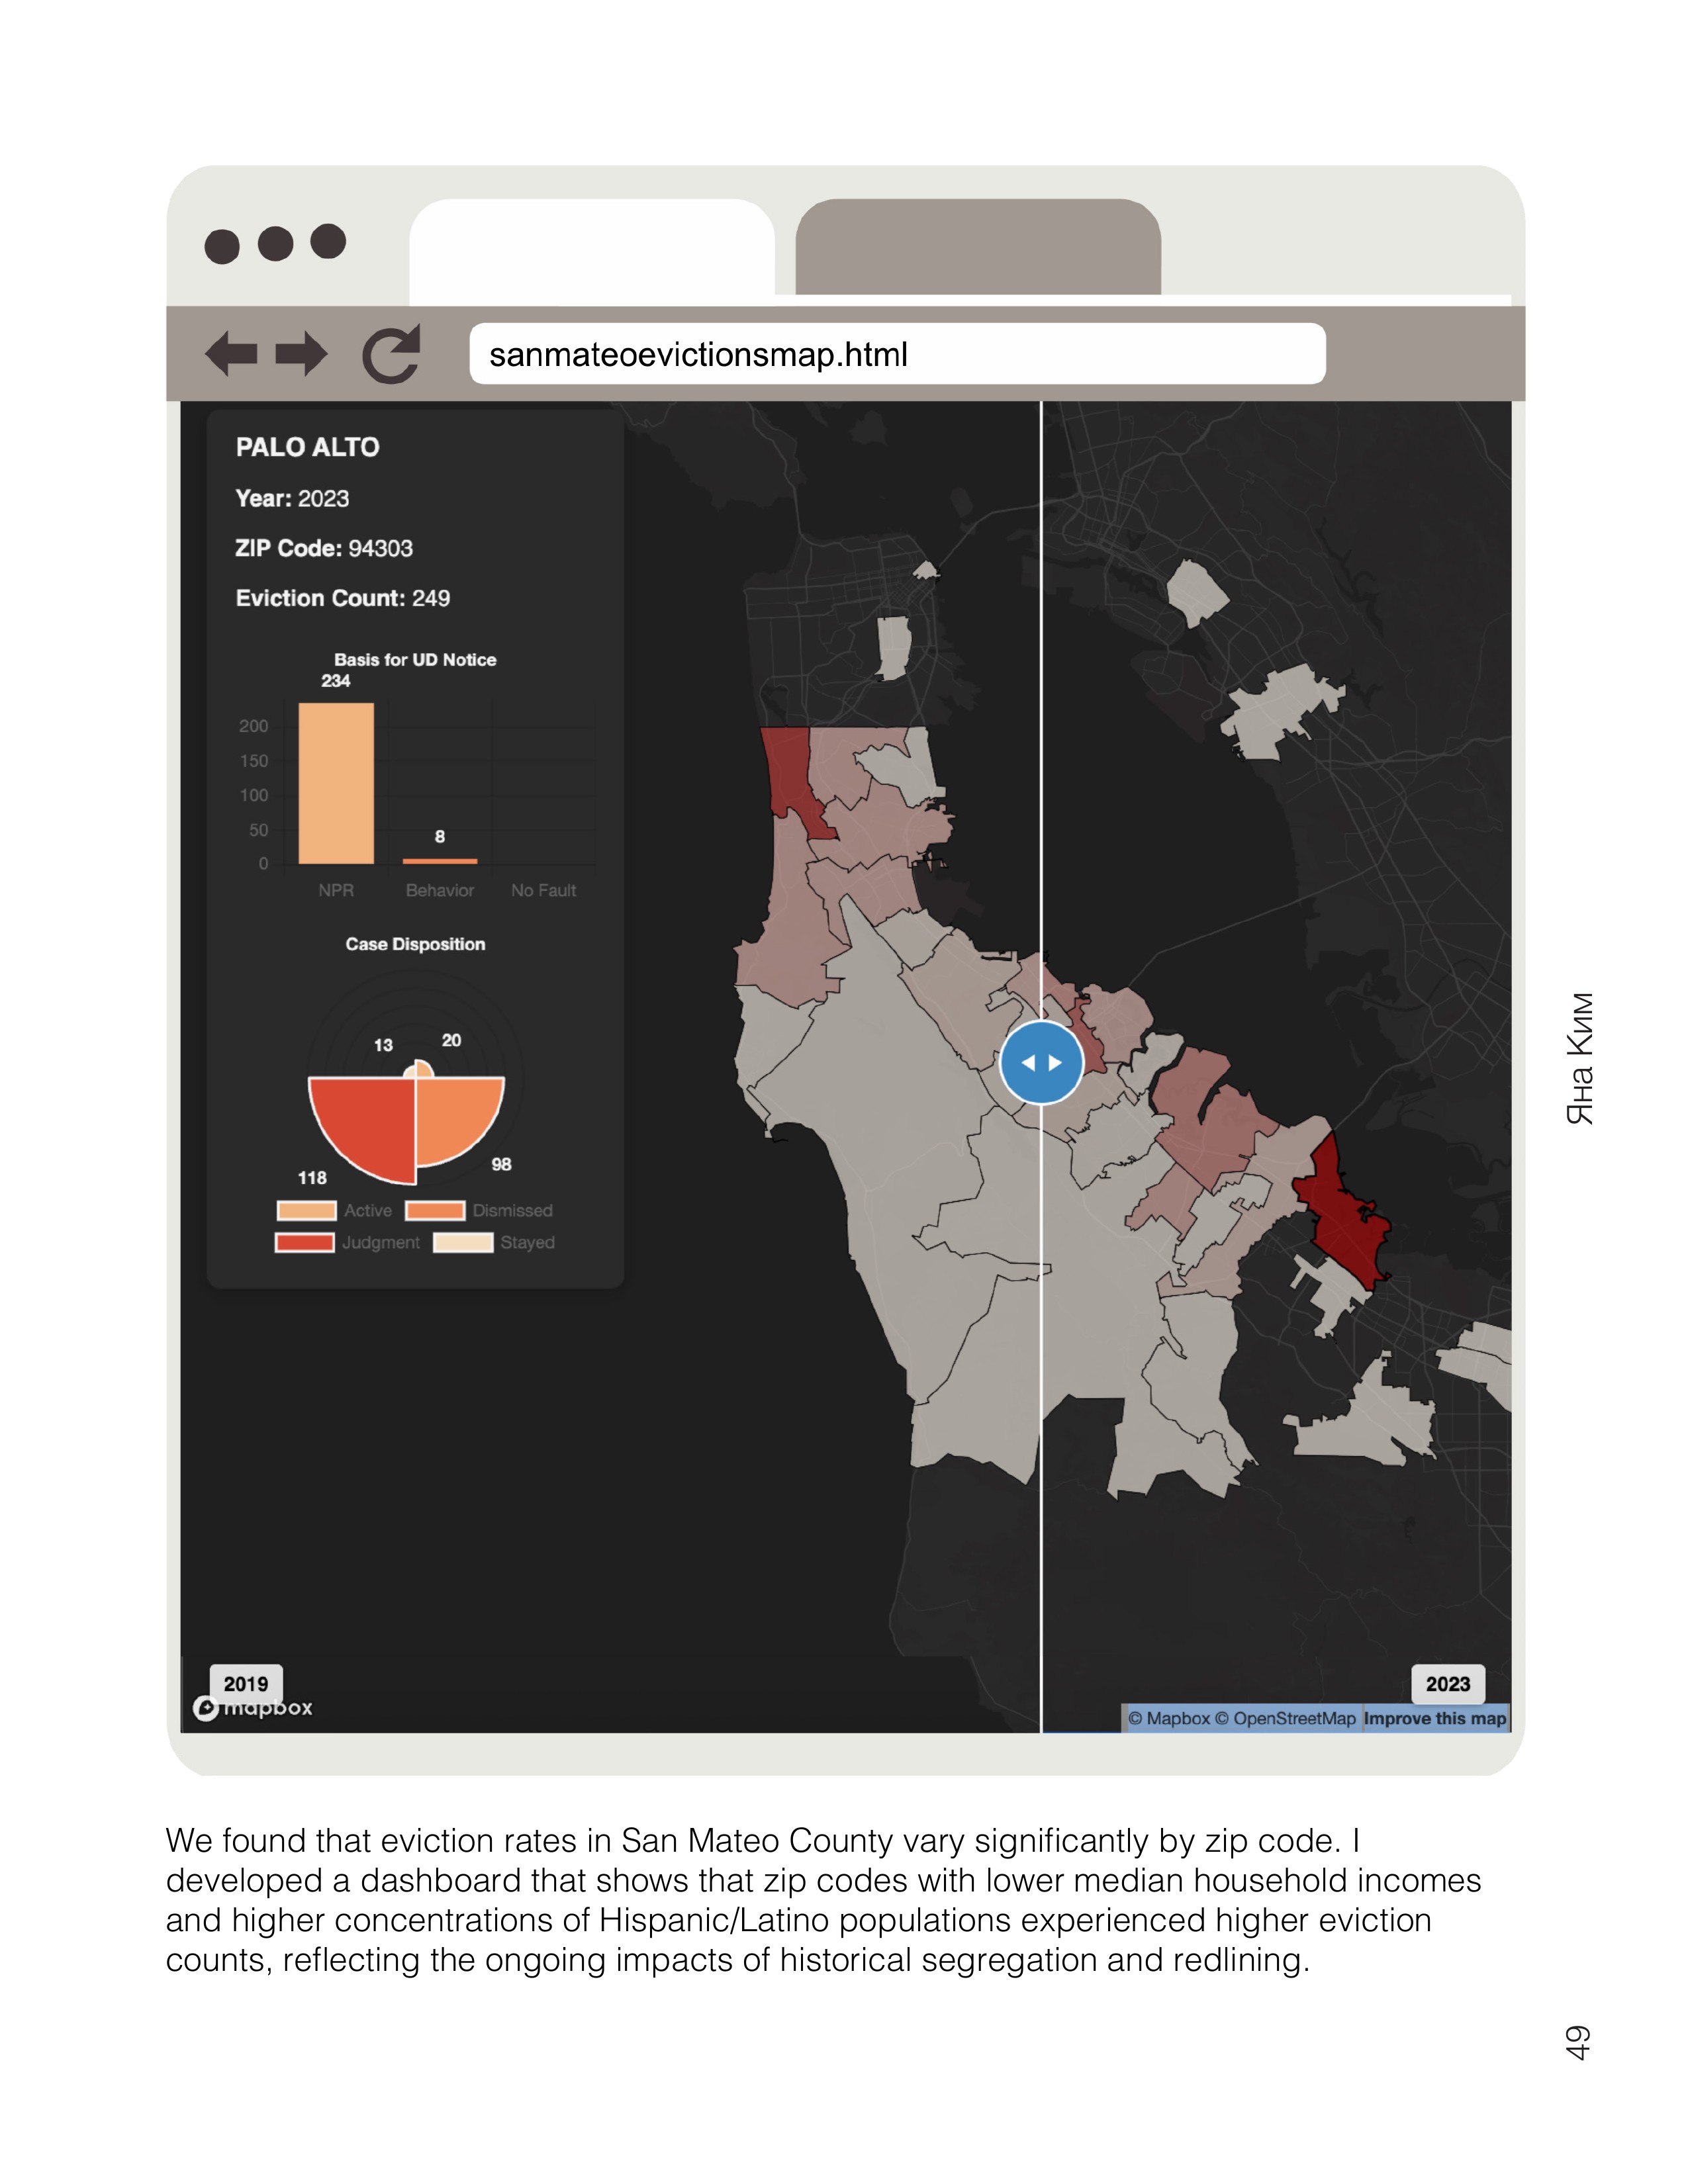 sanmateoevictionsmap.html
PALO ALTO
Year: 2023
ZIP Code: 94303
Eviction Count: 249
Basis for UD Notice
234
200
150
100
50
0
8
NPR
Behavior
No Fault
Case Disposition
13
20
118
98
Active
Dismissed
Judgment
Stayed
2019
mapbox
2023
© Mapbox © OpenStreetMap Improve this map
We found that eviction rates in San Mateo County vary significantly by zip code. I
developed a dashboard that shows that zip codes with lower median household incomes
and higher concentrations of Hispanic/Latino populations experienced higher eviction
counts, reflecting the ongoing impacts of historical segregation and redlining.
Яна Ким
49